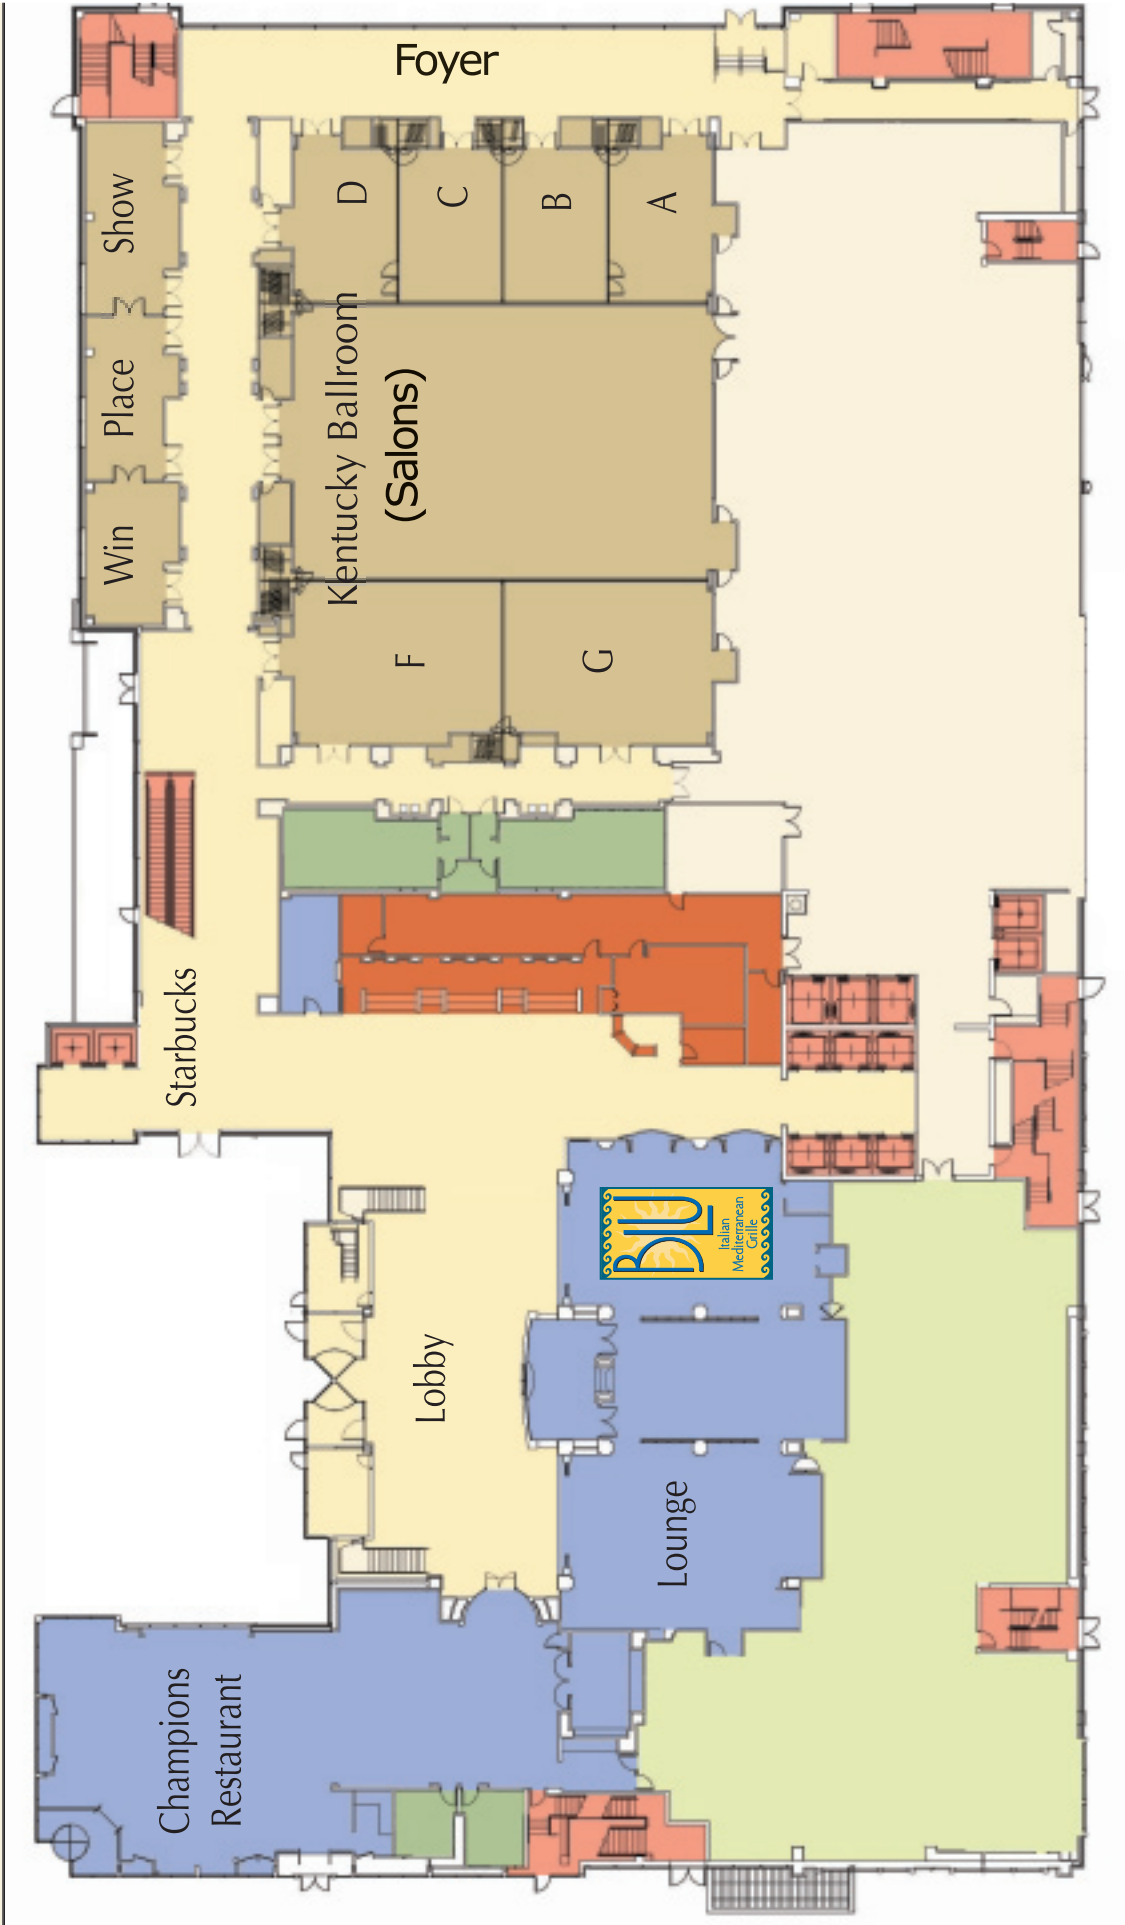 Foyer
Show
Place
Win
D
C
B
A
Kentucky Ballroom
(Salons)
F
G
Starbucks
BLU
Italian
Mediterranean
Grille
Lobby
Lounge
Champions
Restaurant